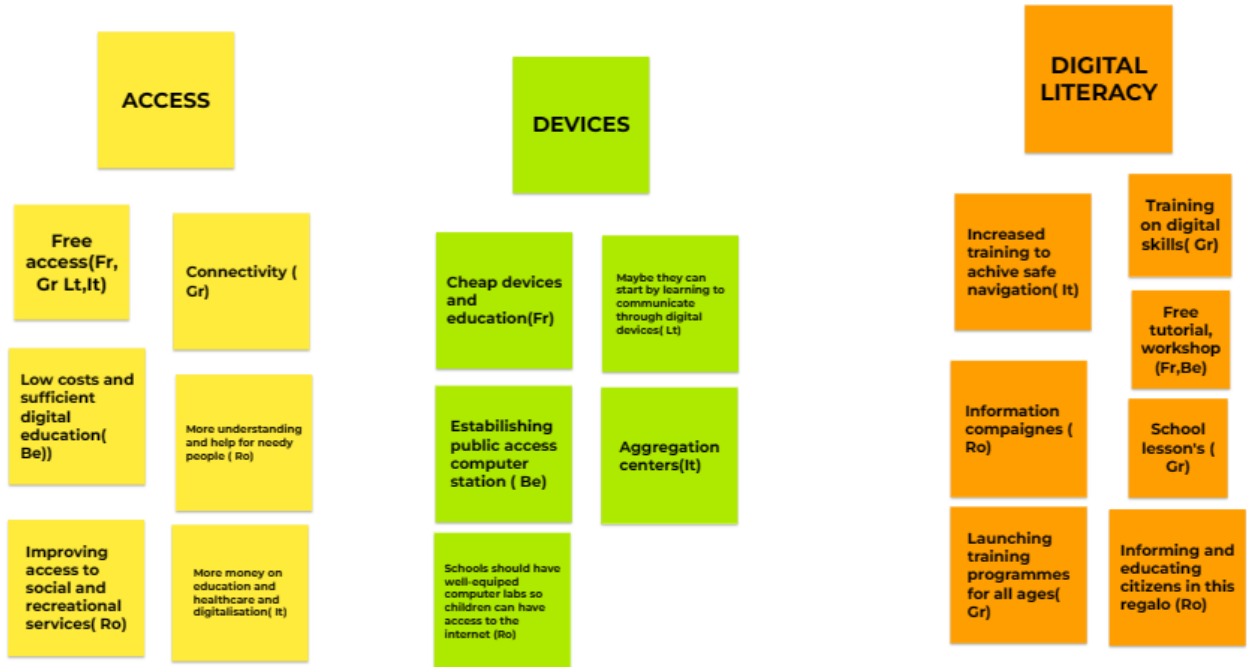 ACCESS
Free
access(Fr,
Gr Lt,It)
Connectivity (
Gr)
Low costs and
sufficient
digital
education(
Be))
More understanding
and help for needy
people ( Ro)
Improving
access to
social and
recreational
services( Ro)
More money on
education and
healthcare and
digitalisation( It)
DEVICES
Cheap devices
and
education(Fr)
Maybe they can
start by learning to
communicate
through digital
devices( Lt)
Estabilishing
public access
computer
station ( Be)
Aggregation
centers(It)
Schools should have
well-equiped
computer labs so
children can have
access to the
internet (Ro)
DIGITAL
LITERACY
Increased
training to
achive safe
navigation( It)
Training
on digital
skills( Gr)
Free
tutorial,
workshop
(Fr,Be)
Information
compaignes (
Ro)
School
lesson's (
Gr)
Launching
training
programmes
for all ages(
Gr)
Informing and
educating
citizens in this
regalo (Ro)